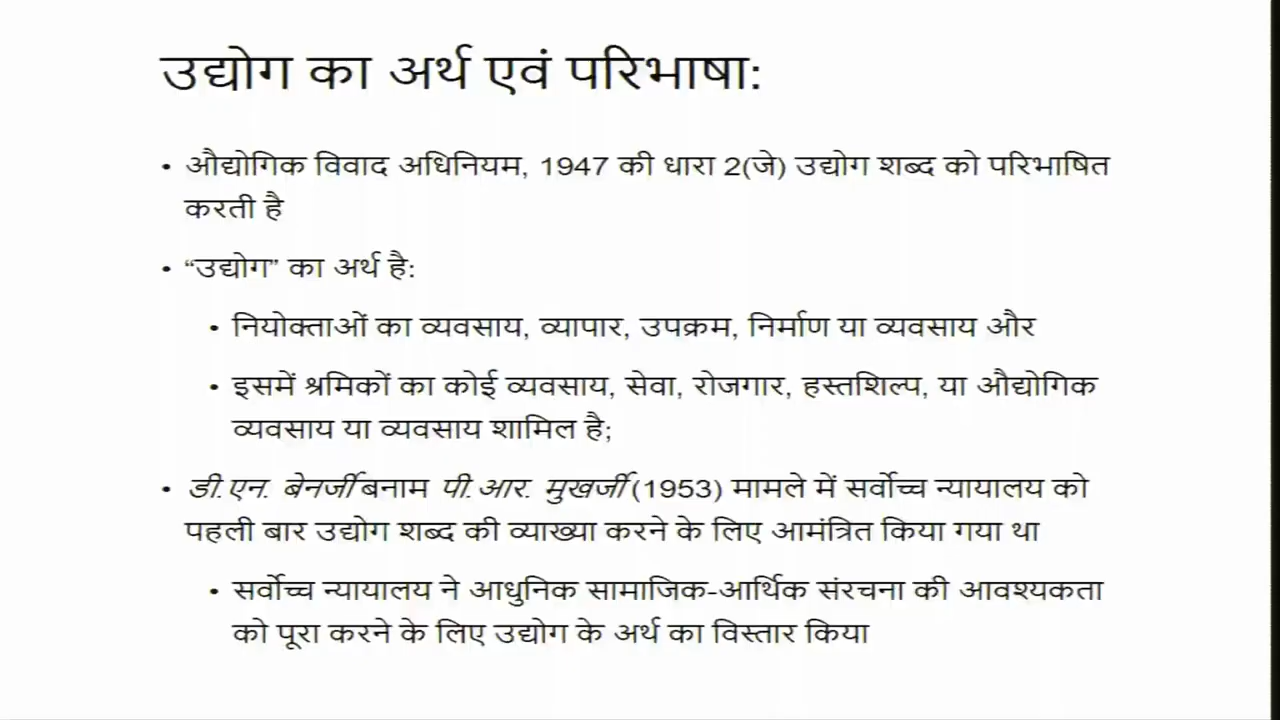 उद्योग का अर्थ एवं परिभाषा:
• औद्योगिक विवाद अधिनियम, 1947 की धारा 2(जे) उद्योग शब्द को परिभाषित
करती है
• “उद्योग” का अर्थ है:
• नियोक्ताओं का व्यवसाय, व्यापार, उपक्रम, निर्माण या व्यवसाय और
• इसमें श्रमिकों का कोई व्यवसाय, सेवा, रोजगार, हस्तशिल्प, या औद्योगिक
व्यवसाय या व्यवसाय शामिल है;
• डी.एन. बेनर्जी बनाम पी.आर. मुखर्जी (1953) मामले में सर्वोच्च न्यायालय को
पहली बार उद्योग शब्द की व्याख्या करने के लिए आमंत्रित किया गया था
• सर्वोच्च न्यायालय ने आधुनिक सामाजिक-आर्थिक संरचना की आवश्यकता
को पूरा करने के लिए उद्योग के अर्थ का विस्तार किया